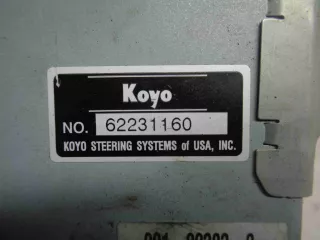 Koyo
NO. 62231160
KOYO STEERING SYSTEMS of USA, INC.